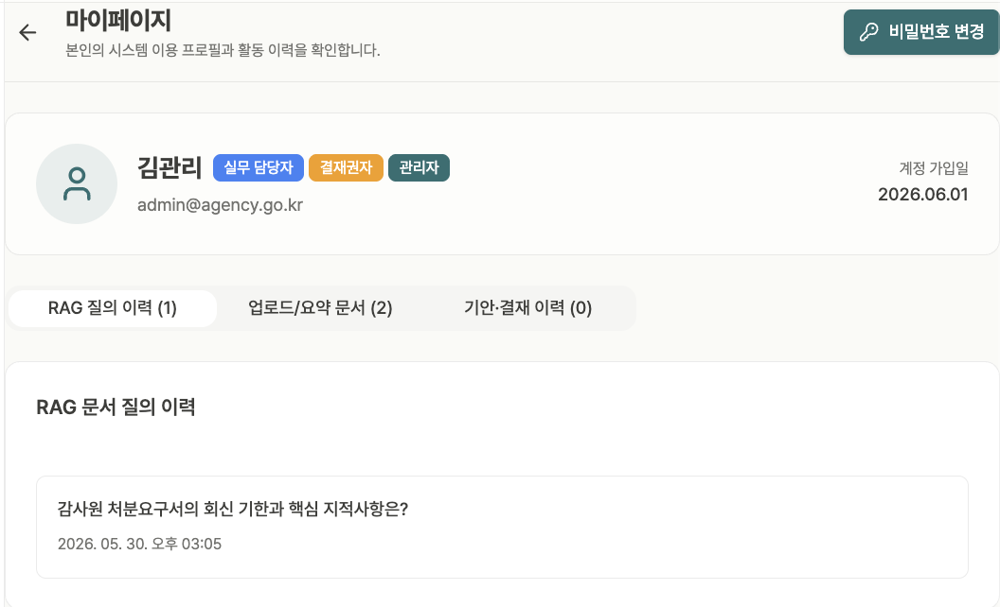 마이페이지
본인의 시스템 이용 프로필과 활동 이력을 확인합니다.
비밀번호 변경
김관리 실무 담당자 결재권자 관리자
admin@agency.go.kr
계정 가입일
2026.06.01
RAG 질의 이력 (1) 업로드/요약 문서 (2) 기안·결재 이력 (0)
RAG 문서 질의 이력
감사원 처분요구서의 회신 기한과 핵심 지적사항은?
2026. 05. 30. 오후 03:05